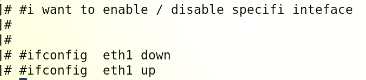 |# #i want to enable / disable specifi inteface
|#
|#
|# #ifconfig  eth1 down
|# #ifconfig  eth1 up